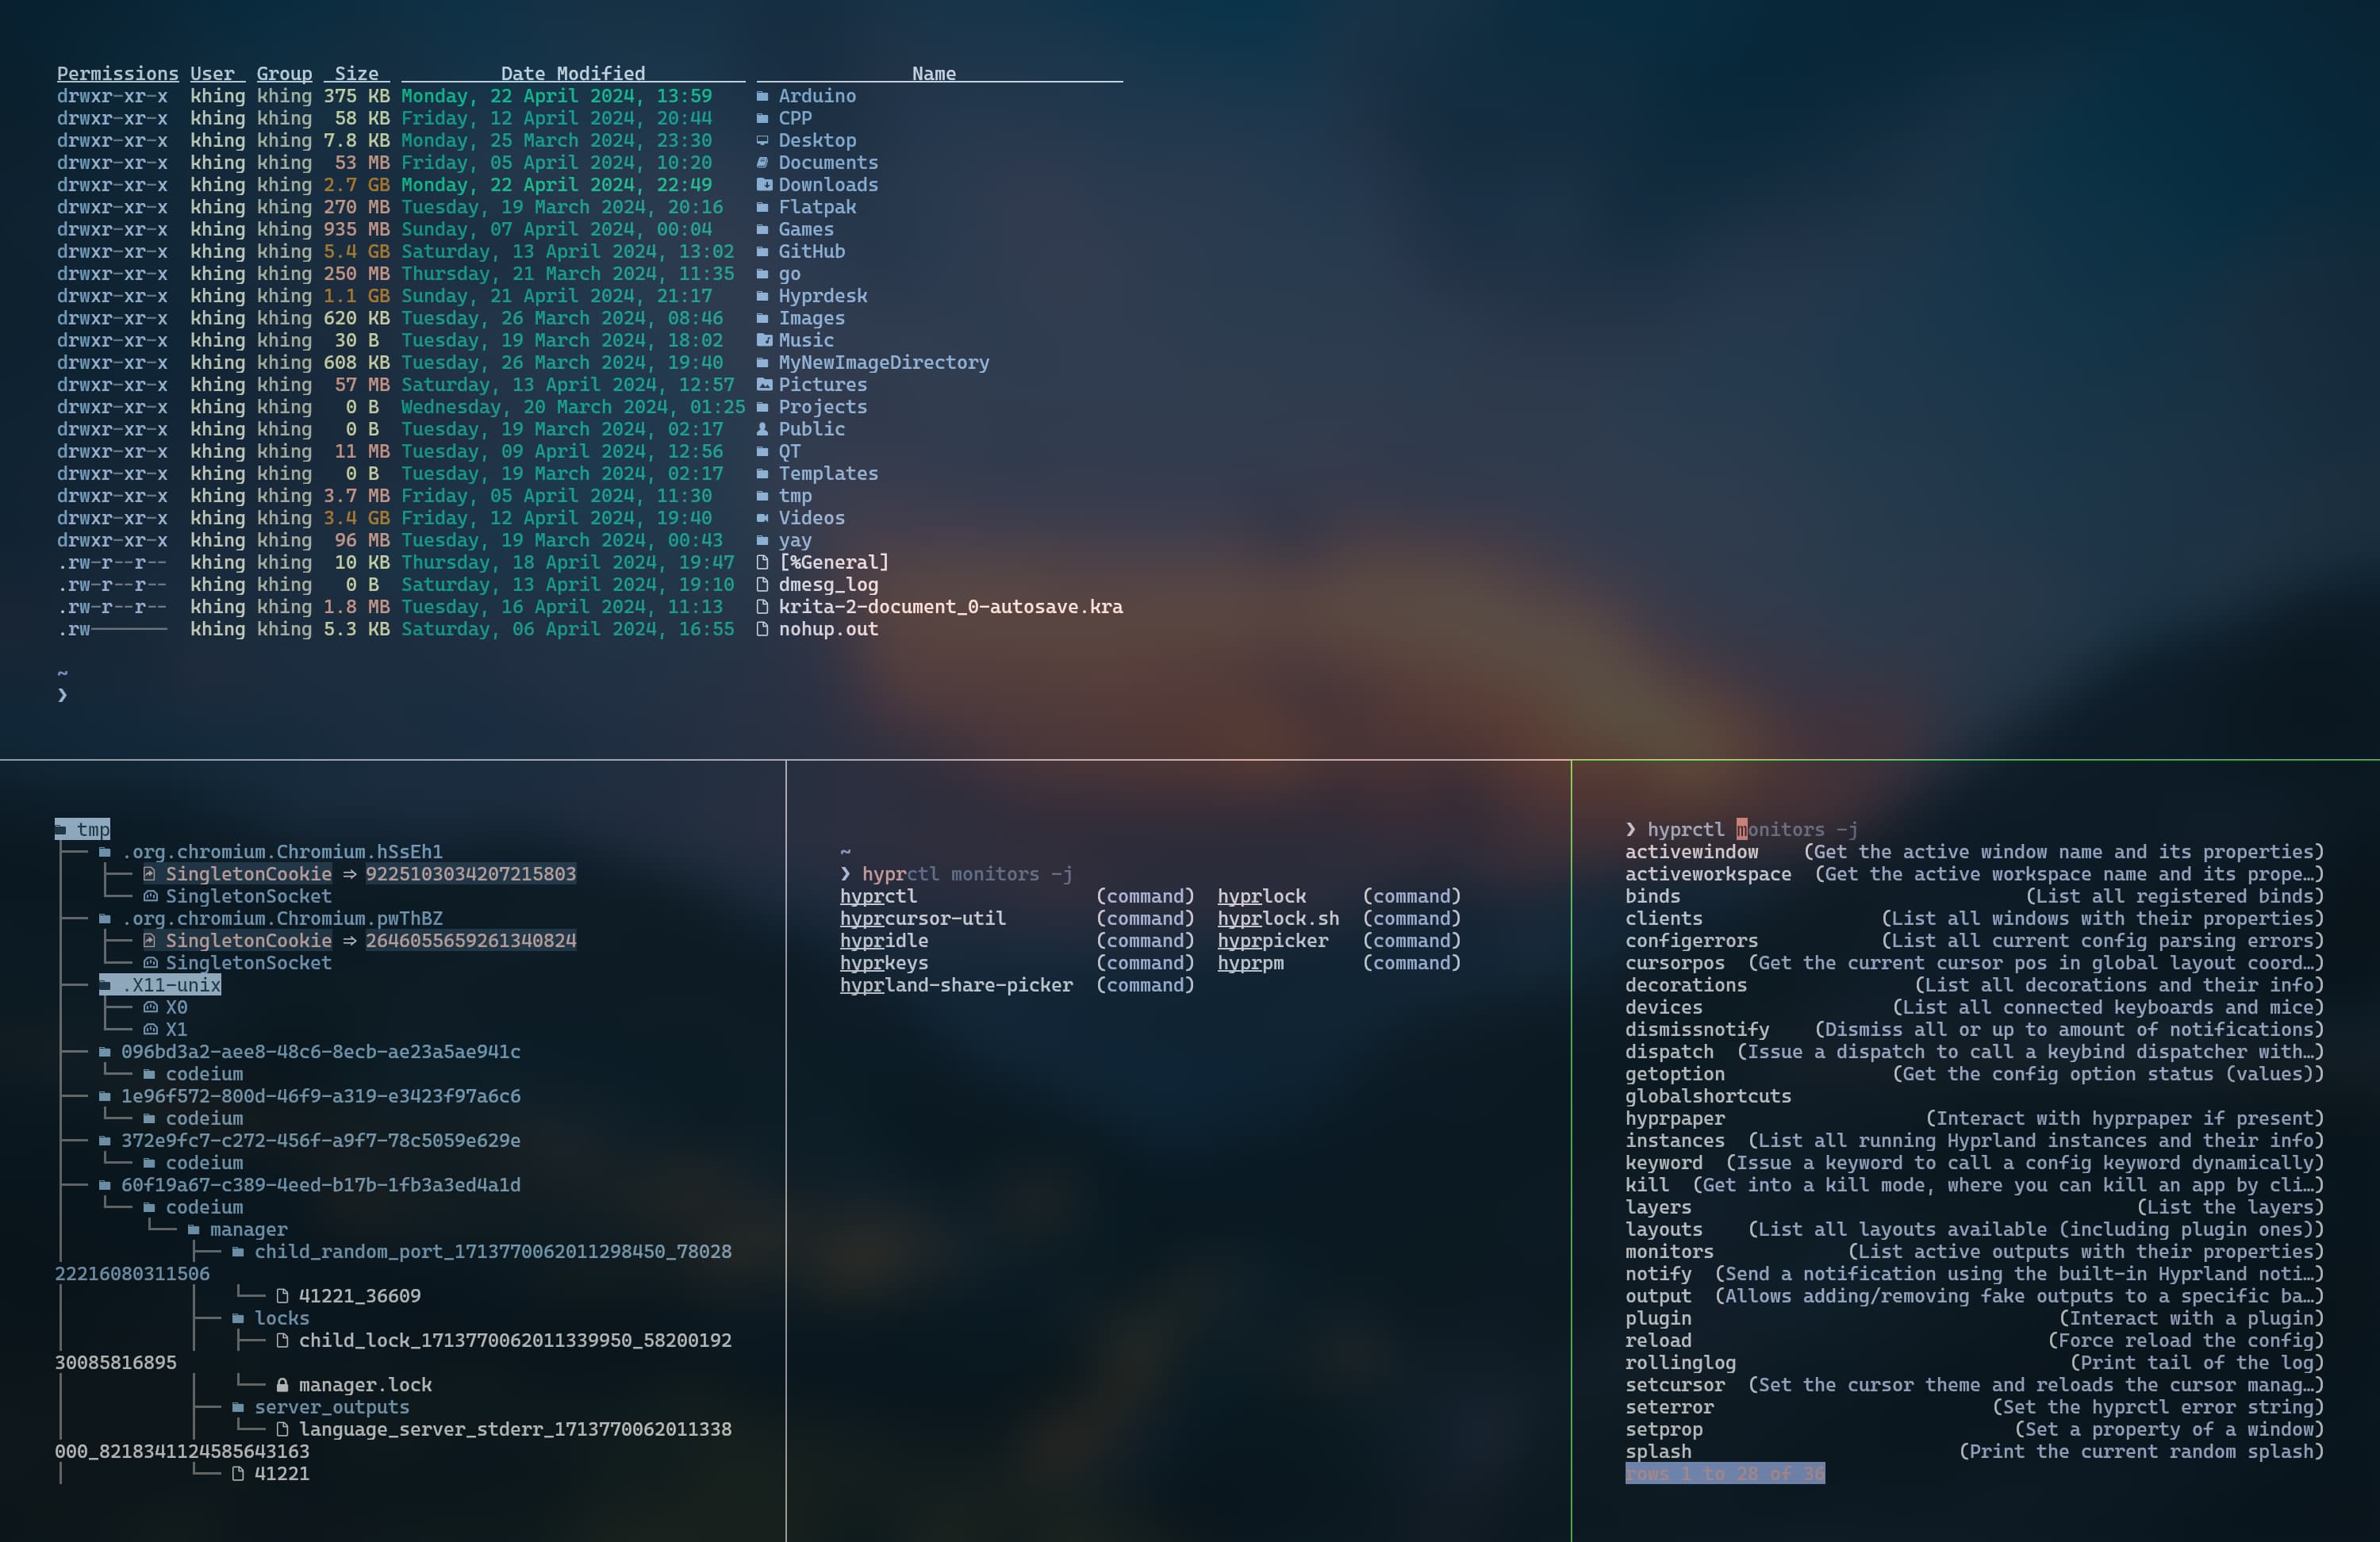 Permissions User  Group  Size  Date Modified  Name
drwxr-xr-x khing khing 375 KB Monday, 22 April 2024, 13:59 Arduino
drwxr-xr-x khing khing 58 KB Friday, 12 April 2024, 20:44 CPP
drwxr-xr-x khing khing 7.8 KB Monday, 25 March 2024, 23:30 Desktop
drwxr-xr-x khing khing 53 MB Friday, 05 April 2024, 10:20 Documents
drwxr-xr-x khing khing 2.7 GB Monday, 22 April 2024, 22:49 Downloads
drwxr-xr-x khing khing 270 MB Tuesday, 19 March 2024, 20:16 Flatpak
drwxr-xr-x khing khing 935 MB Sunday, 07 April 2024, 00:04 Games
drwxr-xr-x khing khing 5.4 GB Saturday, 13 April 2024, 13:02 GitHub
drwxr-xr-x khing khing 250 MB Thursday, 21 March 2024, 11:35 go
drwxr-xr-x khing khing 1.1 GB Sunday, 21 April 2024, 21:17 Hyprdesk
drwxr-xr-x khing khing 620 KB Tuesday, 26 March 2024, 08:46 Images
drwxr-xr-x khing khing 30 B Tuesday, 19 March 2024, 18:02 Music
drwxr-xr-x khing khing 608 KB Tuesday, 26 March 2024, 19:40 MyNewImageDirectory
drwxr-xr-x khing khing 57 MB Saturday, 13 April 2024, 12:57 Pictures
drwxr-xr-x khing khing 0 B Wednesday, 20 March 2024, 01:25 Projects
drwxr-xr-x khing khing 0 B Tuesday, 19 March 2024, 02:17 Public
drwxr-xr-x khing khing 11 MB Tuesday, 09 April 2024, 12:56 QT
drwxr-xr-x khing khing 0 B Tuesday, 19 March 2024, 02:17 Templates
drwxr-xr-x khing khing 3.7 MB Friday, 05 April 2024, 11:30 tmp
drwxr-xr-x khing khing 3.4 GB Friday, 12 April 2024, 19:40 Videos
drwxr-xr-x khing khing 96 MB Tuesday, 19 March 2024, 00:43 yay
.rw-r--r-- khing khing 10 KB Thursday, 18 April 2024, 19:47 [%General]
.rw-r--r-- khing khing 0 B Saturday, 13 April 2024, 19:10 dmesg_log
.rw-r--r-- khing khing 1.8 MB Tuesday, 16 April 2024, 11:13 krita-2-document_0-autosave.kra
.rw------- khing khing 5.3 KB Saturday, 06 April 2024, 16:55 nohup.out
~
❯
tmp
.org.chromium.Chromium.hSsEh1
SingletonCookie ⇒ 9225103034207215803
SingletonSocket
.org.chromium.Chromium.pwThBZ
SingletonCookie ⇒ 2646055659261340824
SingletonSocket
.X11-unix
X0
X1
096bd3a2-aee8-48c6-8ecb-ae23a5ae941c
codeium
1e96f572-800d-46f9-a319-e3423f97a6c6
codeium
372e9fc7-c272-456f-a9f7-78c5059e629e
codeium
60f19a67-c389-4eed-b17b-1fb3a3ed4a1d
codeium
manager
child_random_port_1713770062011298450_78028
22216080311506
41221_36609
locks
child_lock_1713770062011339950_58200192
30085816895
manager.lock
server_outputs
language_server_stderr_1713770062011338
000_8218341124585643163
41221
~
❯ hyprctl monitors -j
hyprctl (command) hyprlock (command)
hyprcursor-util (command) hyprlock.sh (command)
hypridle (command) hyprpicker (command)
hyprkeys (command) hyprpm (command)
hyprland-share-picker (command)
❯ hyprctl monitors -j
activewindow (Get the active window name and its properties)
activeworkspace (Get the active workspace name and its prope…)
binds (List all registered binds)
clients (List all windows with their properties)
configerrors (List all current config parsing errors)
cursorpos (Get the current cursor pos in global layout coord…)
decorations (List all decorations and their info)
devices (List all connected keyboards and mice)
dismissnotify (Dismiss all or up to amount of notifications)
dispatch (Issue a dispatch to call a keybind dispatcher with…)
getoption (Get the config option status (values))
globalshortcuts
hyprpaper (Interact with hyprpaper if present)
instances (List all running Hyprland instances and their info)
keyword (Issue a keyword to call a config keyword dynamically)
kill (Get into a kill mode, where you can kill an app by cli…)
layers (List the layers)
layouts (List all layouts available (including plugin ones))
monitors (List active outputs with their properties)
notify (Send a notification using the built-in Hyprland noti…)
output (Allows adding/removing fake outputs to a specific ba…)
plugin (Interact with a plugin)
reload (Force reload the config)
rollinglog (Print tail of the log)
setcursor (Set the cursor theme and reloads the cursor manag…)
seterror (Set the hyprctl error string)
setprop (Set a property of a window)
splash (Print the current random splash)
rows 1 to 28 of 36